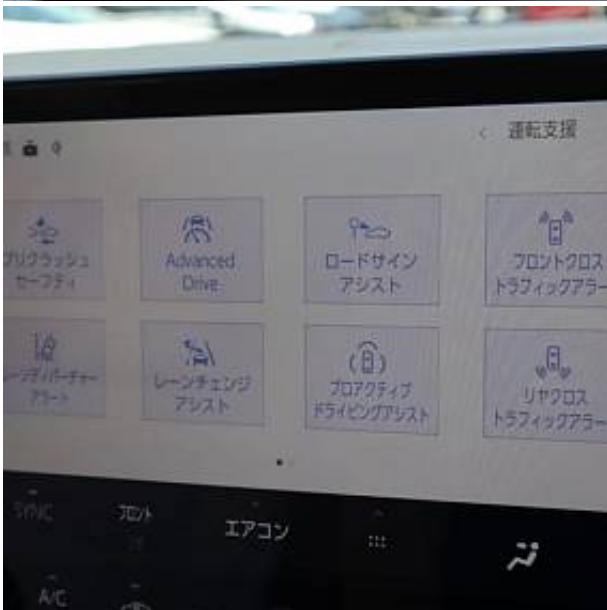 運転支援
プリクラッシュ
セーフティ
Advanced
Drive
ロードサイン
アシスト
フロントクロス
トラフィックアラー
レーンディパーチャー
アラート
レーンチェンジ
アシスト
プロアクティブ
ドライビングアシスト
リヤクロス
トラフィックアラー
SYNC
フロント
エアコン
A/C